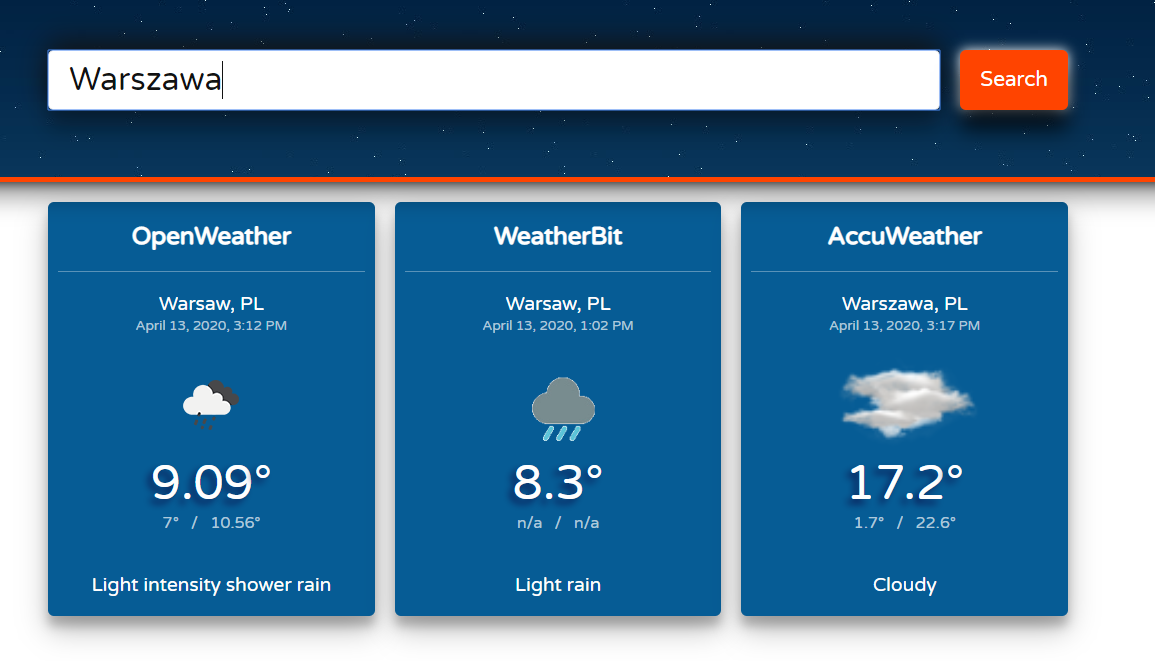 Warszawa
Search
OpenWeather
Warsaw, PL
April 13, 2020, 3:12 PM
9.09°
7° / 10.56°
Light intensity shower rain
WeatherBit
Warsaw, PL
April 13, 2020, 1:02 PM
8.3°
n/a / n/a
Light rain
AccuWeather
Warszawa, PL
April 13, 2020, 3:17 PM
17.2°
1.7° / 22.6°
Cloudy